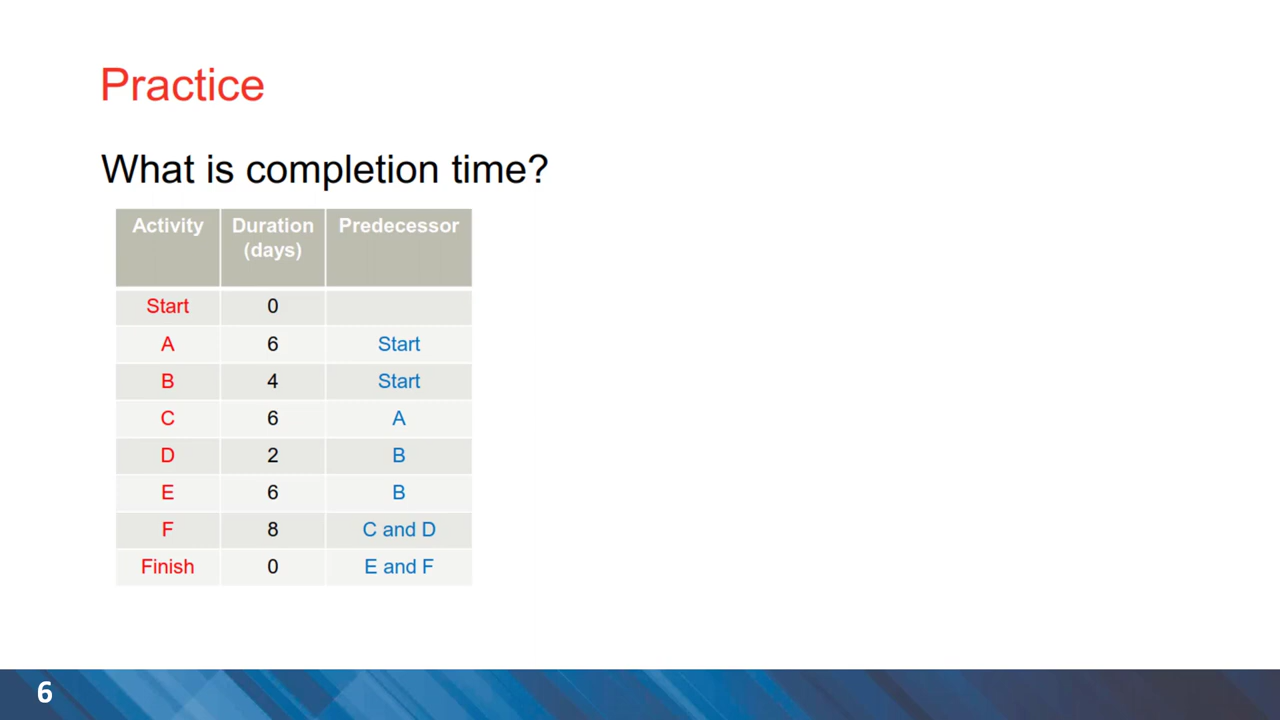 Practice
What is completion time?
Activity Duration (days) Predecessor
Start 0
A 6 Start
B 4 Start
C 6 A
D 2 B
E 6 B
F 8 C and D
Finish 0 E and F
6